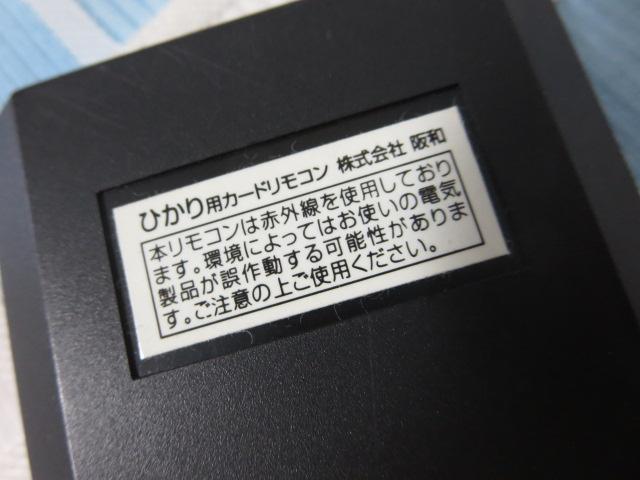 ひかり用カードリモコン 株式会社 阪和
本リモコンは赤外線を使用しており
ます。環境によってはお使いの電気
製品が誤作動する可能性がありま
す。ご注意の上ご使用ください。